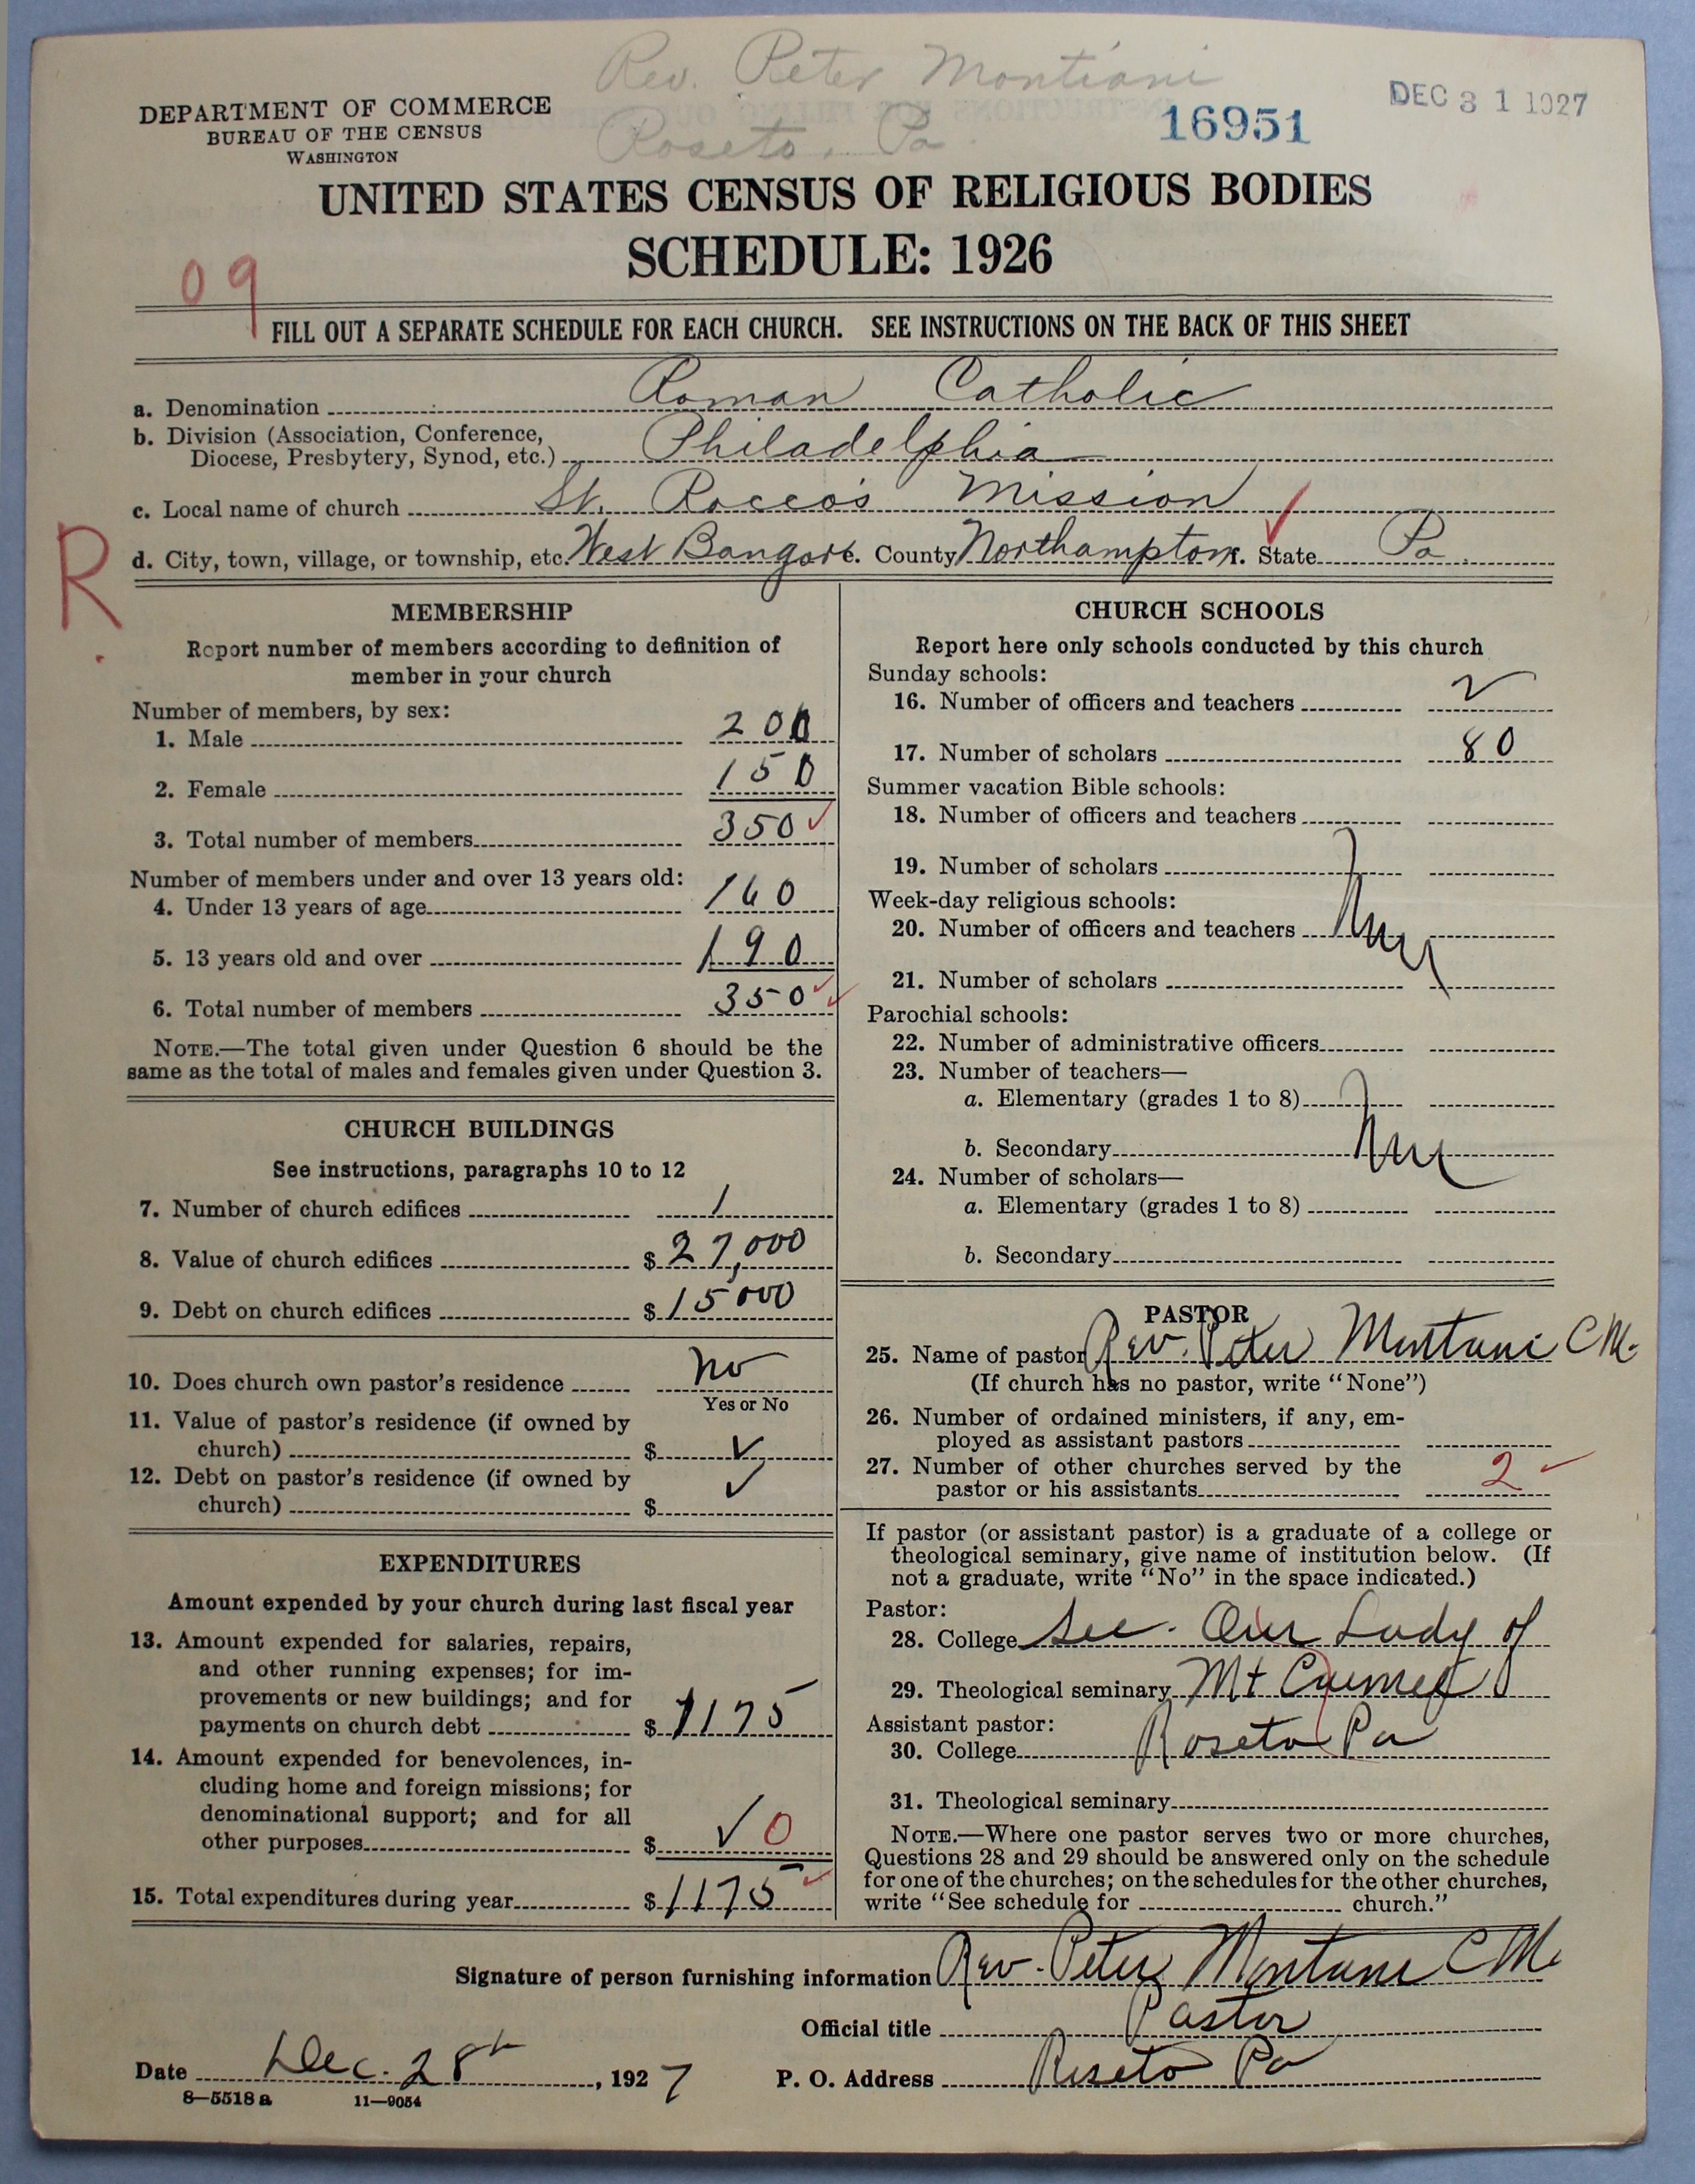 Rev. Peter Montiani
Roseto, Pa.
DEPARTMENT OF COMMERCE
BUREAU OF THE CENSUS
WASHINGTON
16951
DEC 31 1927
UNITED STATES CENSUS OF RELIGIOUS BODIES
SCHEDULE: 1926
09
FILL OUT A SEPARATE SCHEDULE FOR EACH CHURCH. SEE INSTRUCTIONS ON THE BACK OF THIS SHEET
a. Denomination Roman Catholic
b. Division (Association, Conference,
Diocese, Presbytery, Synod, etc.) Philadelphia
c. Local name of church St. Rocco's Mission
R
d. City, town, village, or township, etc. West Bangor. County Northampton. State Pa.
MEMBERSHIP
Report number of members according to definition of
member in your church
Number of members, by sex:
1. Male 200
2. Female 150
3. Total number of members 350 ✓
Number of members under and over 13 years old:
4. Under 13 years of age 160
5. 13 years old and over 190
6. Total number of members 350 ✓✓
NOTE.—The total given under Question 6 should be the
same as the total of males and females given under Question 3.
CHURCH BUILDINGS
See instructions, paragraphs 10 to 12
7. Number of church edifices 1
8. Value of church edifices $27,000
9. Debt on church edifices $15000
10. Does church own pastor's residence no
Yes or No
11. Value of pastor's residence (if owned by
church) $ ✓
12. Debt on pastor's residence (if owned by ✓
church) $
EXPENDITURES
Amount expended by your church during last fiscal year
13. Amount expended for salaries, repairs,
and other running expenses; for im-
provements or new buildings; and for
payments on church debt $1175
14. Amount expended for benevolences, in-
cluding home and foreign missions; for
denominational support; and for all
other purposes $ ✓ 0
15. Total expenditures during year $1175 ✓
CHURCH SCHOOLS
Report here only schools conducted by this church
Sunday schools:
16. Number of officers and teachers 2
17. Number of scholars 80
Summer vacation Bible schools:
18. Number of officers and teachers
19. Number of scholars
Week-day religious schools:
20. Number of officers and teachers
21. Number of scholars
Parochial schools:
22. Number of administrative officers
23. Number of teachers—
a. Elementary (grades 1 to 8)
b. Secondary
24. Number of scholars—
a. Elementary (grades 1 to 8)
b. Secondary
PASTOR
25. Name of pastor Rev. Peter Montani C.M.
(If church has no pastor, write "None")
26. Number of ordained ministers, if any, em-
ployed as assistant pastors
27. Number of other churches served by the
pastor or his assistants 2 ✓
If pastor (or assistant pastor) is a graduate of a college or
theological seminary, give name of institution below. (If
not a graduate, write "No" in the space indicated.)
Pastor:
28. College See. Our Lady of
29. Theological seminary Mt Carmel
Assistant pastor:
30. College Roseto Pa
31. Theological seminary
NOTE.—Where one pastor serves two or more churches,
Questions 28 and 29 should be answered only on the schedule
for one of the churches; on the schedules for the other churches,
write "See schedule for church."
Signature of person furnishing information Rev. Peter Montani C.M.
Official title Pastor
Date Dec. 28th, 1927
P. O. Address Roseto Pa
8—5518 a 11—9054